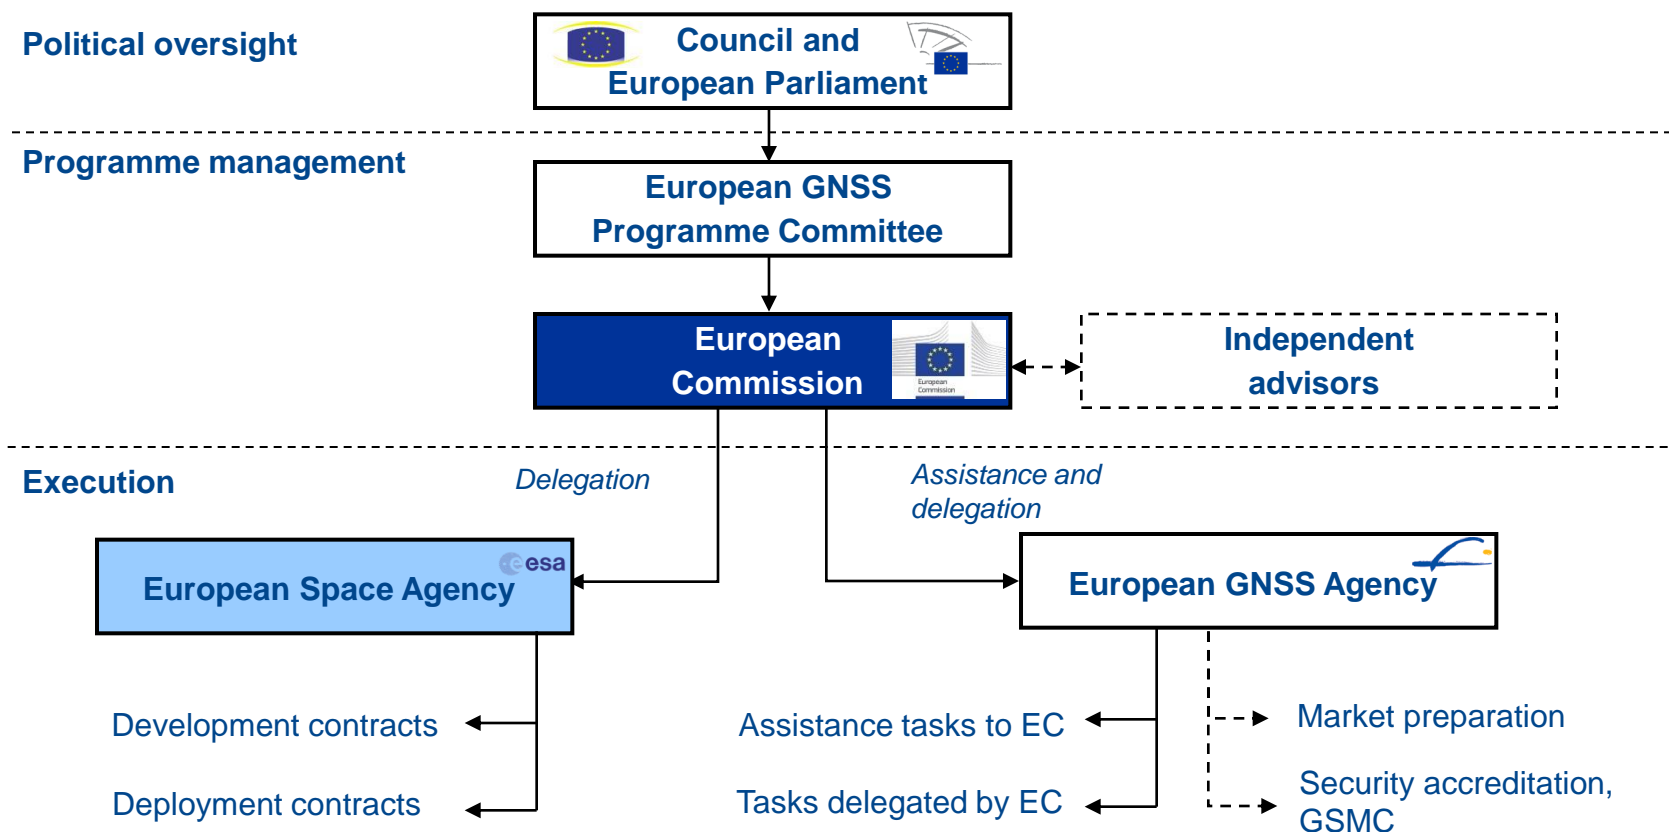 Political oversight
Council and
European Parliament
Programme management
European GNSS
Programme Committee
European
Commission
European
Commission
Independent
advisors
Execution
Delegation
Assistance and
delegation
esa
European Space Agency
European GNSS Agency
Development contracts
Deployment contracts
Assistance tasks to EC
Tasks delegated by EC
Market preparation
Security accreditation,
GSMC